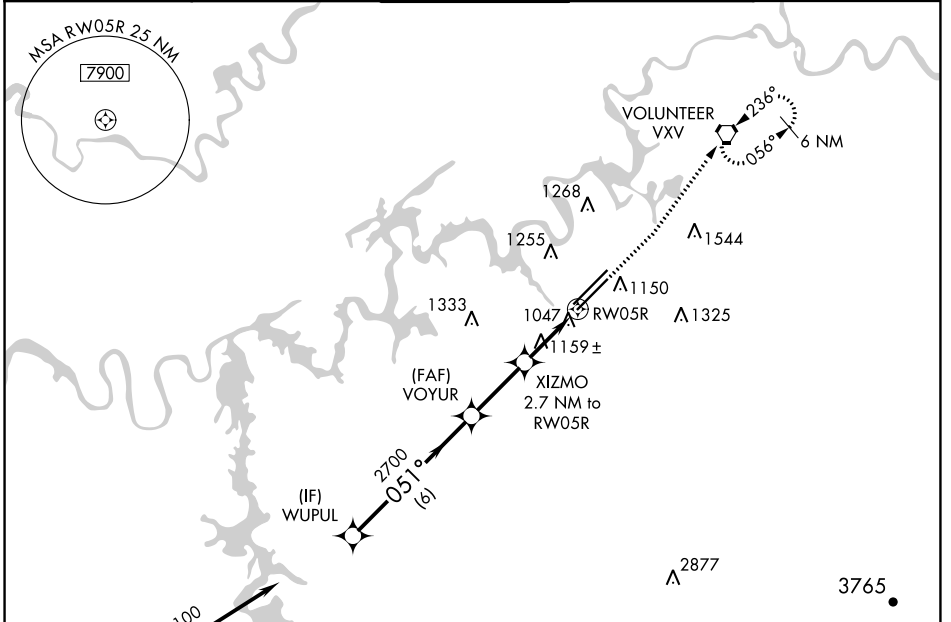 MSA RW05R 25 NM
7900
VOLUNTEER
VXV
236°
056°
6 NM
1268
1255
1544
1333
1150
1047
RW05R
1325
1159 ±
(FAF)
VOYUR
XIZMO
2.7 NM to
RW05R
2700
051°
(6)
(IF)
WUPUL
2877
3765